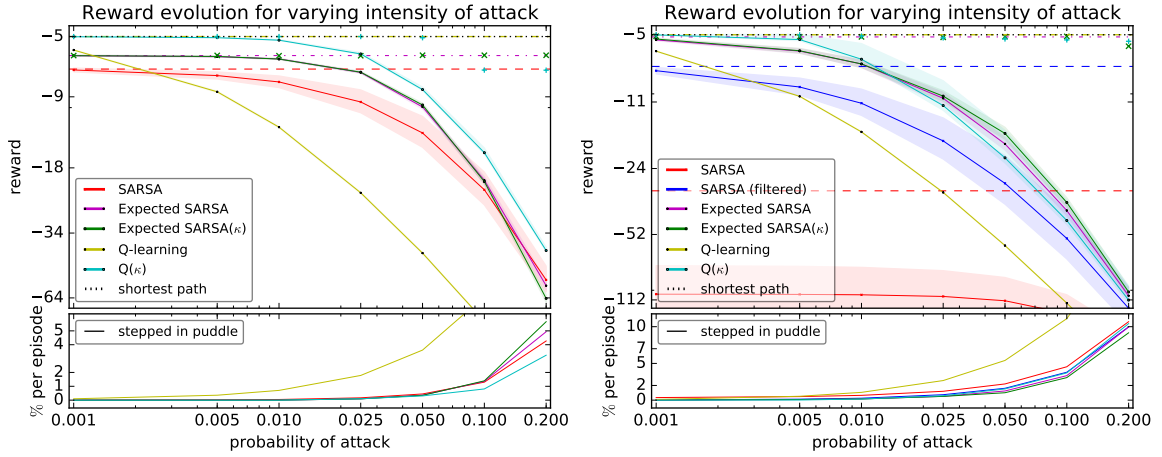 Reward evolution for varying intensity of attack
−5
−9
−18
−34
−64
reward
SARSA
Expected SARSA
Expected SARSA(κ)
Q-learning
Q(κ)
shortest path
5
4
3
2
1
0
% per episode
stepped in puddle
0.001
0.005
0.010
0.025
0.050
0.100
0.200
probability of attack
Reward evolution for varying intensity of attack
−5
−11
−24
−52
−112
reward
SARSA
SARSA (filtered)
Expected SARSA
Expected SARSA(κ)
Q-learning
Q(κ)
shortest path
10
7
5
2
0
% per episode
stepped in puddle
0.001
0.005
0.010
0.025
0.050
0.100
0.200
probability of attack